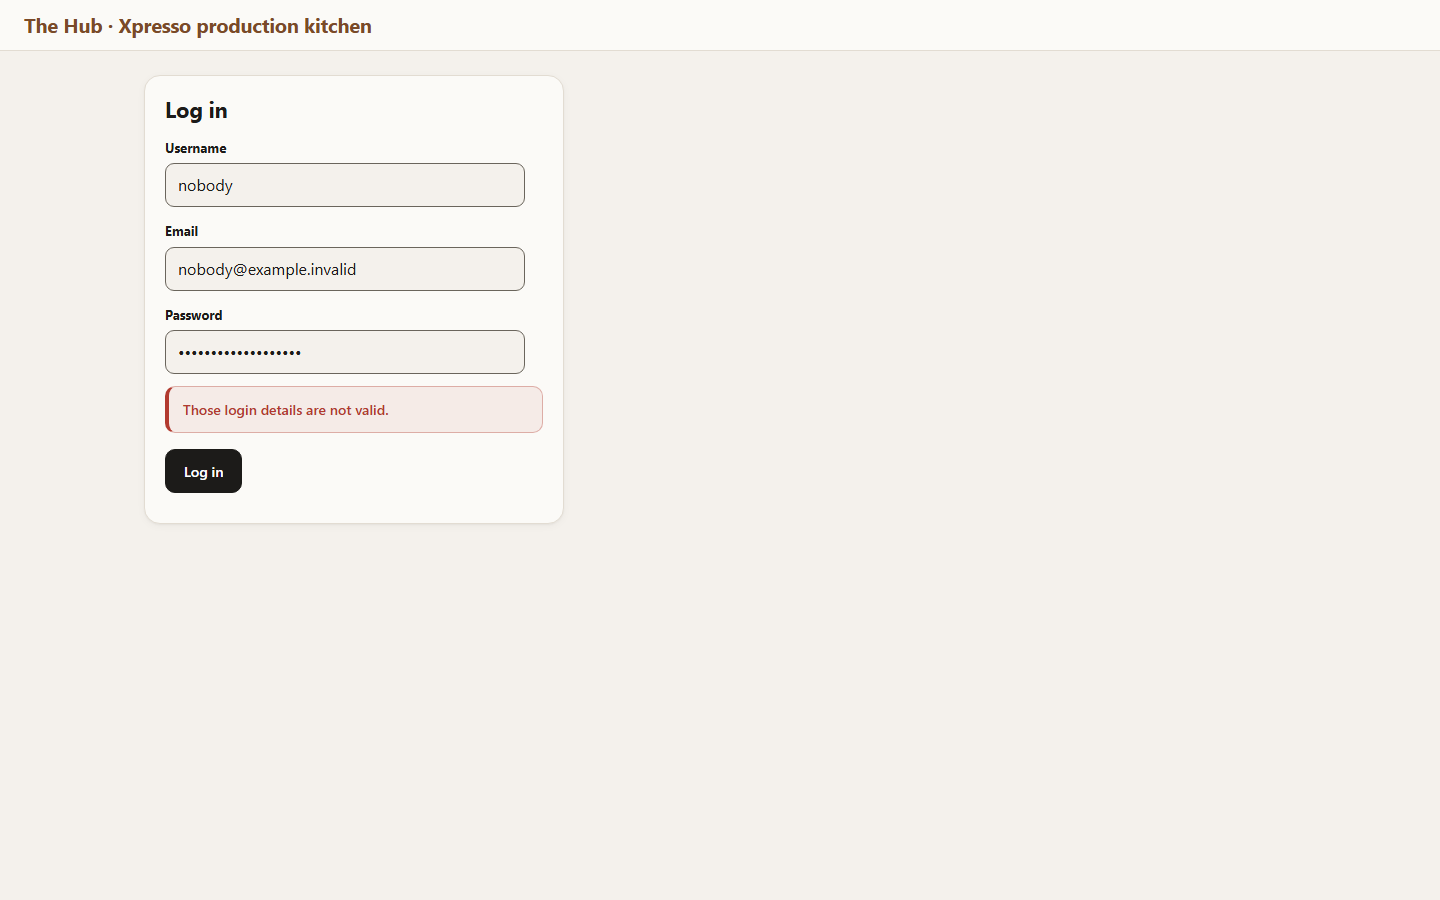 The Hub · Xpresso production kitchen
Log in
Username
nobody
Email
nobody@example.invalid
Password
•••••••••••••••••••
Those login details are not valid.
Log in